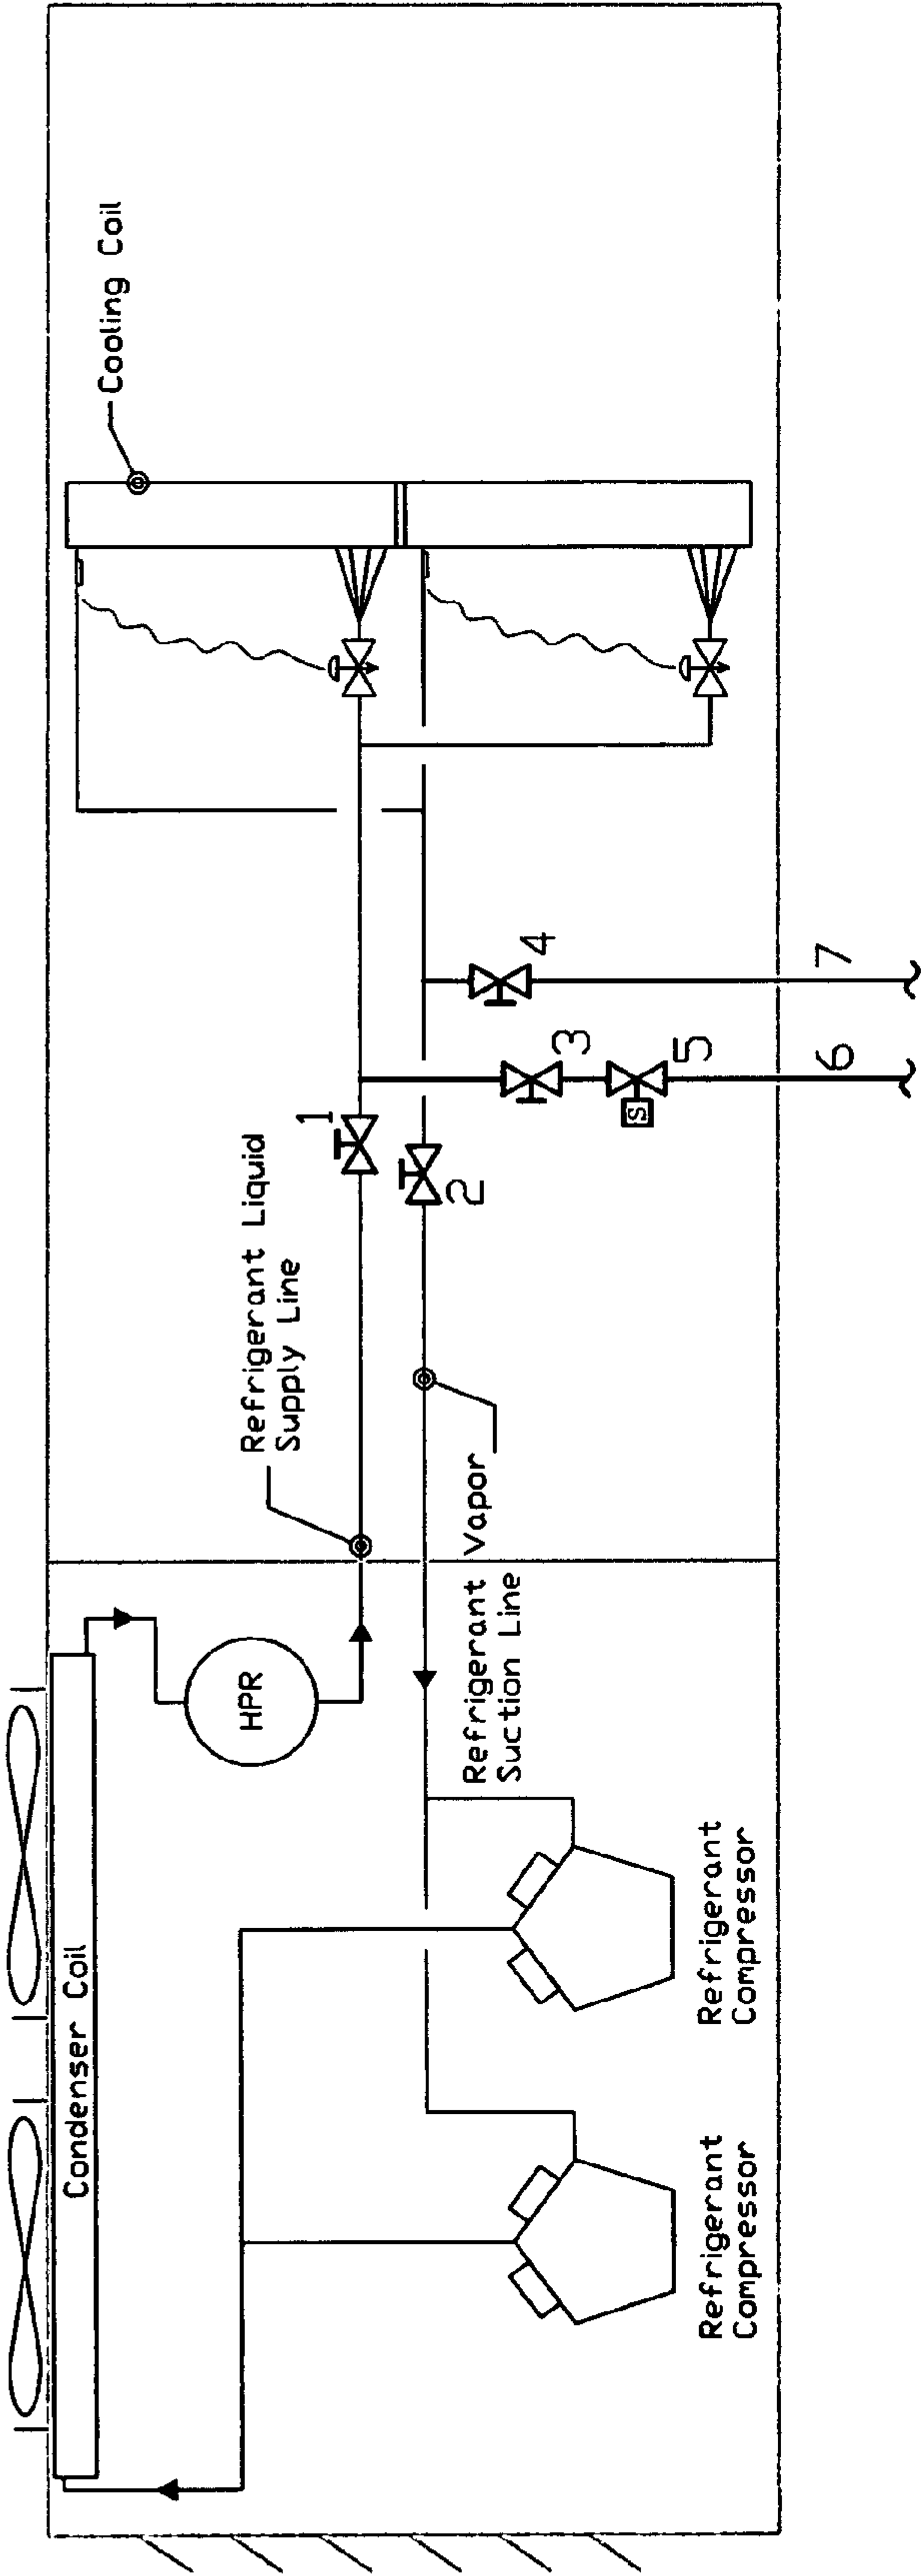 Condenser Coil
HPR
Refrigerant
Compressor
Refrigerant
Compressor
Refrigerant Vapor
Suction Line
Refrigerant Liquid
Supply Line
Cooling Coil
1
2
3
4
S
5
6
7